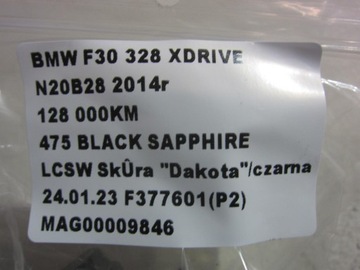 BMW F30 328 XDRIVE
N20B28 2014r
128 000KM
475 BLACK SAPPHIRE
LCSW SkÛra "Dakota"/czarna
24.01.23 F377601(P2)
MAG00009846